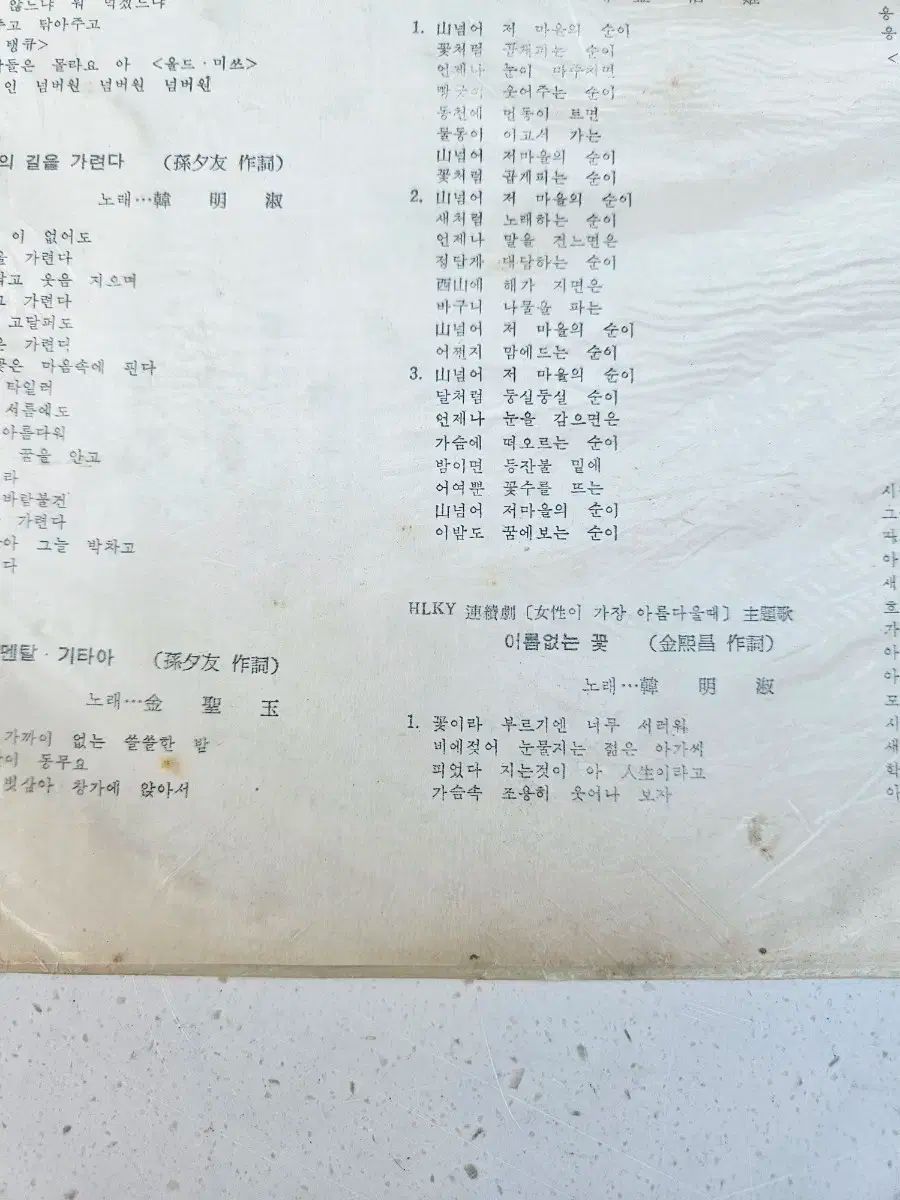 않느냐 뭐 먹겠느냐
주고 닦아주고
탱큐>
들은 몰라요 아 <올드·미쓰>
인 넘버원 넘버원 넘버원
의 길을 가련다 (孫夕友 作詞)
노래…韓 明 淑
이 없어도
을 가련다
고 웃음 지으며
가련다
고달퍼도
은 가련다
꽃은 마음속에 핀다
타일러
서름에도
아름다워
꿈을 안고
라
바람불건
가련다
아 그늘 박차고
다
멘탈·기타아 (孫夕友 作詞)
노래…金 聖 玉
가까이 없는 쓸쓸한 밤
이 동무요
벗삼아 창가에 앉아서
1. 山넘어 저 마을의 순이
꽃처럼 곱게피는 순이
언제나 눈이 마주치면
빵긋이 웃어주는 순이
동천에 먼동이 트면
물동이 이고서 가는
山넘어 저마을의 순이
꽃처럼 곱게피는 순이
2. 山넘어 저 마을의 순이
새처럼 노래하는 순이
언제나 말을 건느면은
정답게 대답하는 순이
酉山에 해가 지면은
바구니 나물을 파는
山넘어 저 마을의 순이
어쩐지 맘에드는 순이
3. 山넘어 저 마을의 순이
달처럼 둥실둥실 순이
언제나 눈을 감으면은
가슴에 떠오르는 순이
밤이면 등잔불 밑에
어여뿐 꽃수를 뜨는
山넘어 저마을의 순이
이밤도 꿈에보는 순이
HLKY 連續劇 [女性이 가장 아름다울때] 主題歌
이름없는 꽃 (金熙昌 作詞)
노래…韓 明 淑
1. 꽃이라 부르기엔 너무 서러워
비에젖어 눈물지는 젊은 아가씨
피었다 지는것이 아 人生이라고
가슴속 조용히 웃어나 보자
용
용
<
시
그
아
새
흐
가
아
아
모
시
새
학
아